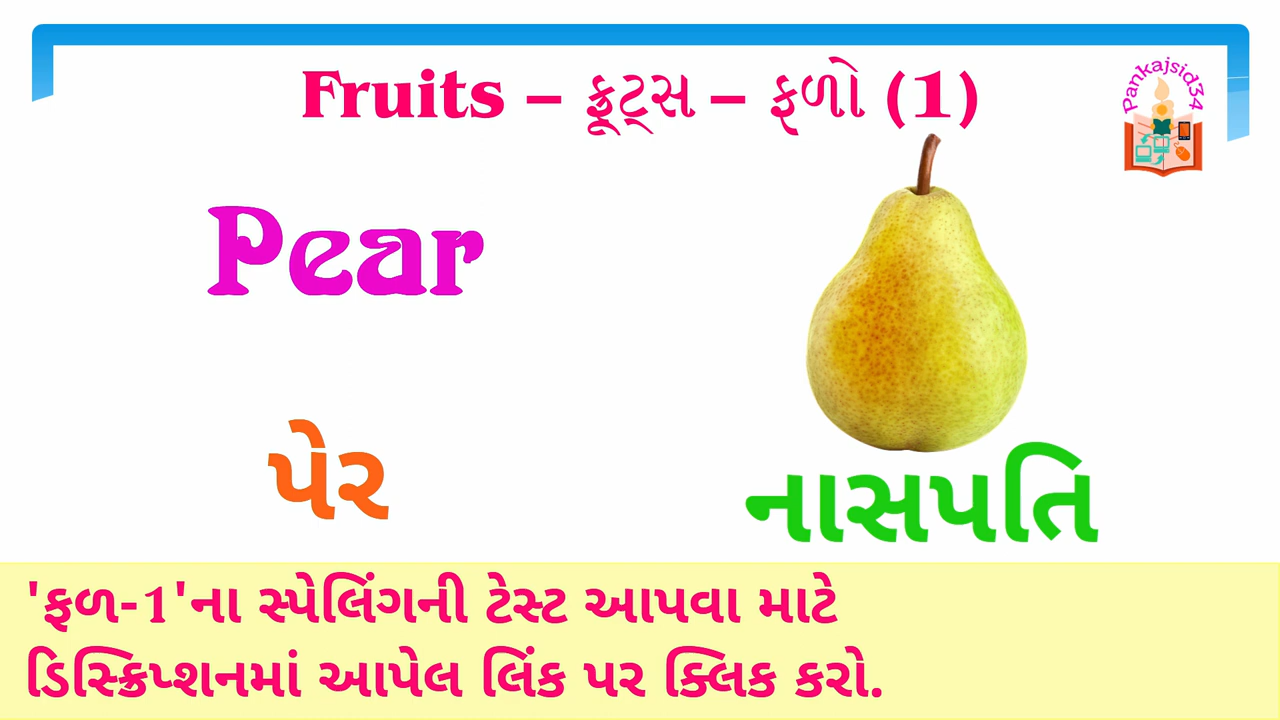 Fruits – ફ્રૂટ્સ – ફળો (1)
Pankajsid34
Pear
પેર
નાસપતિ
'ફળ-1'ના સ્પેલિંગની ટેસ્ટ આપવા માટે
ડિસ્ક્રિપ્શનમાં આપેલ લિંક પર ક્લિક કરો.